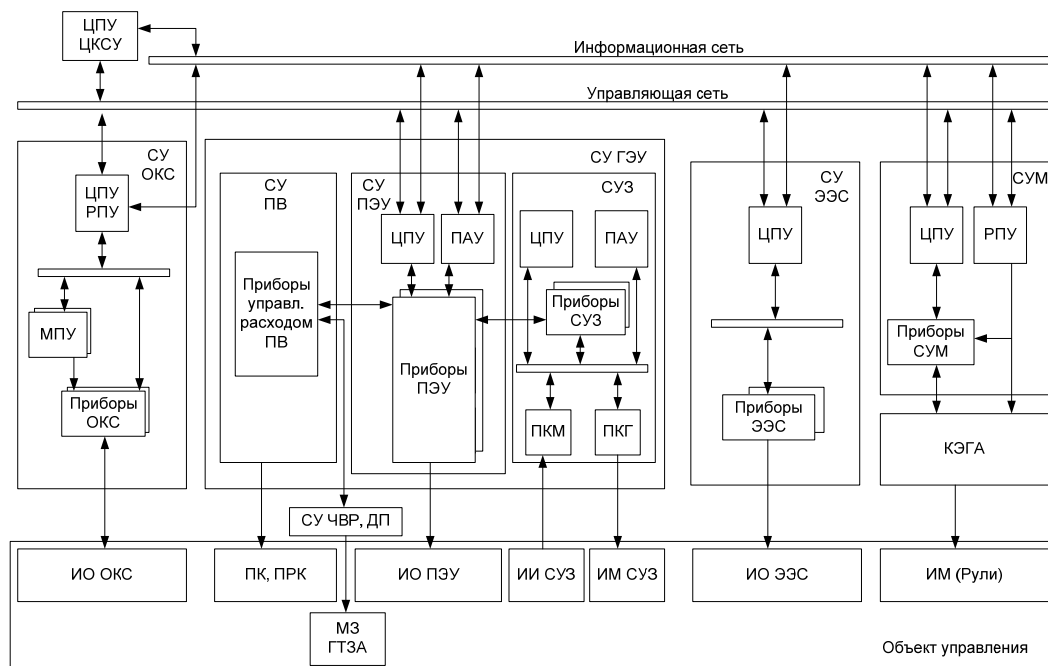 ЦПУ
ЦКСУ
Информационная сеть
Управляющая сеть
СУ
ОКС
ЦПУ
РПУ
МПУ
Приборы
ОКС
СУ ГЭУ
СУ
ПВ
Приборы
управл.
расходом
ПВ
СУ
ПЭУ
ЦПУ
ПАУ
Приборы
ПЭУ
СУЗ
ЦПУ
ПАУ
Приборы
СУЗ
ПКМ
ПКГ
СУ
ЭЭС
ЦПУ
Приборы
ЭЭС
СУМ
ЦПУ
РПУ
Приборы
СУМ
КЭГА
СУ ЧВР, ДП
ИО ОКС
ПК, ПРК
ИО ПЭУ
ИИ СУЗ
ИМ СУЗ
ИО ЭЭС
ИМ (Рули)
МЗ
ГТЗА
Объект управления